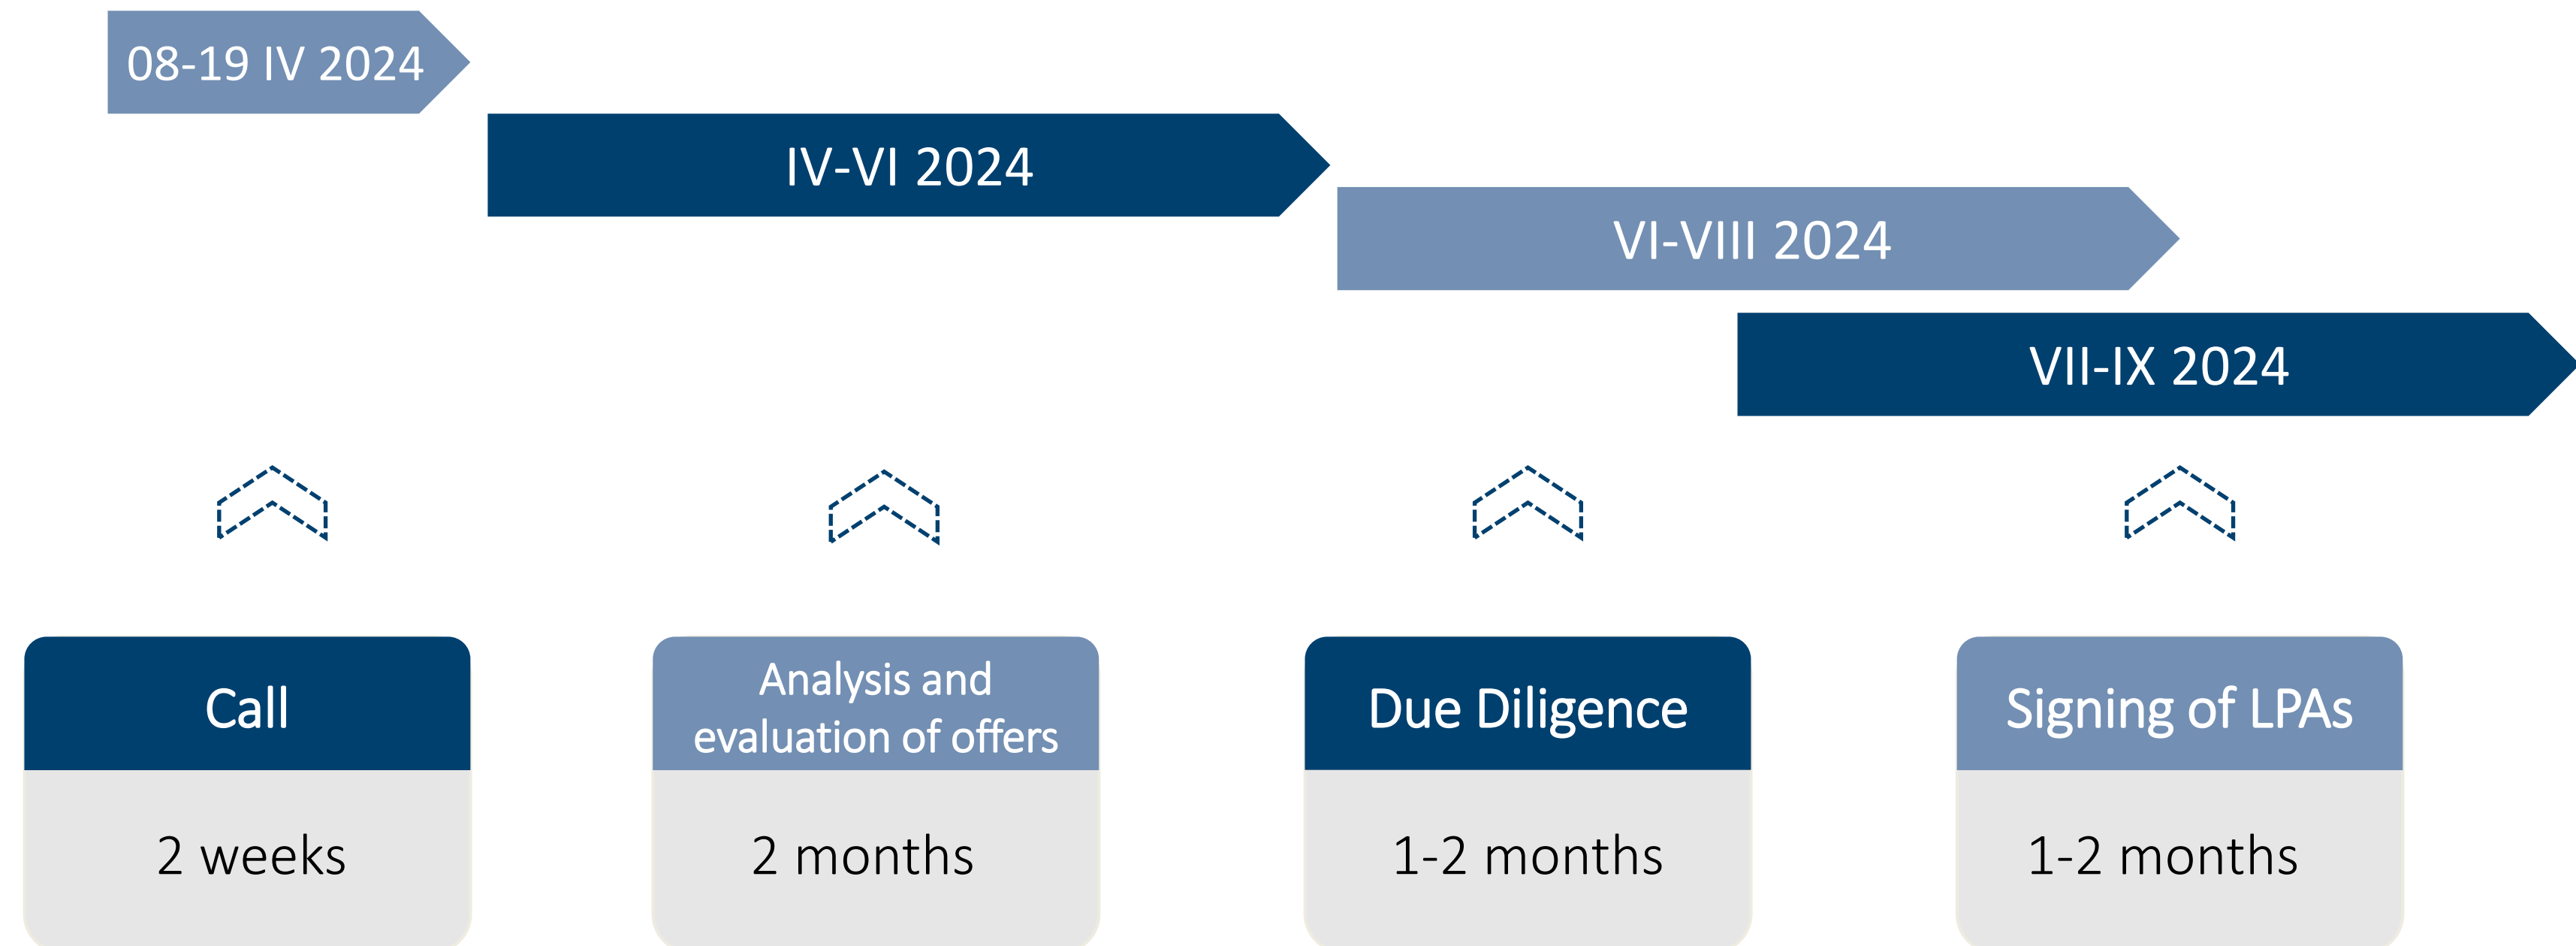 08-19 IV 2024
IV-VI 2024
VI-VIII 2024
VII-IX 2024
Call
2 weeks
Analysis and
evaluation of offers
2 months
Due Diligence
1-2 months
Signing of LPAs
1-2 months